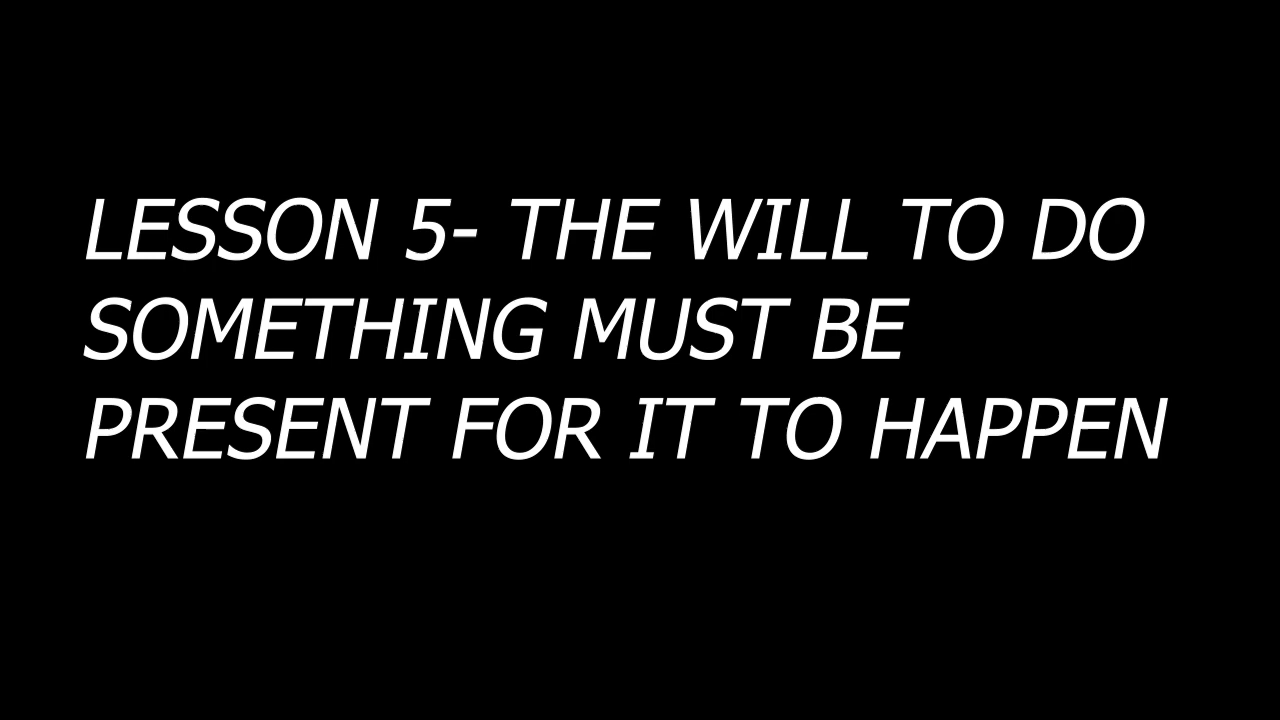 LESSON 5- THE WILL TO DO
SOMETHING MUST BE
PRESENT FOR IT TO HAPPEN